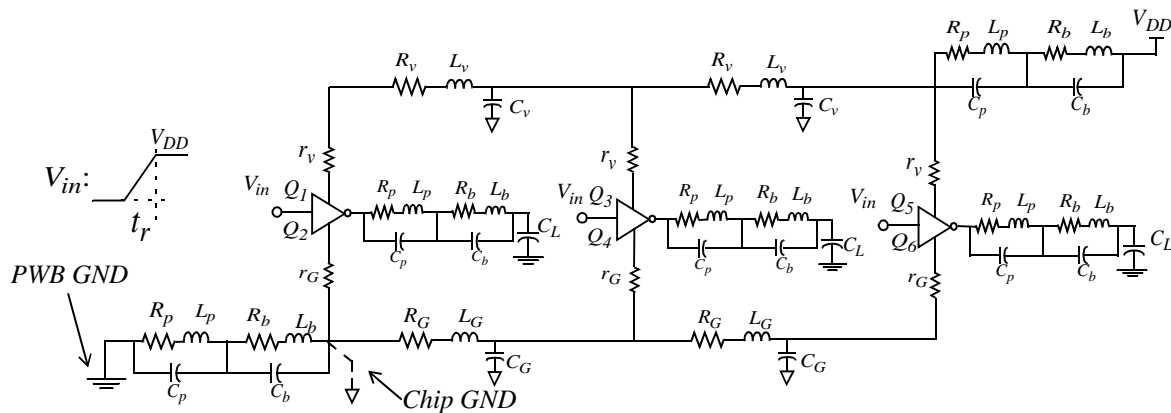 R_p L_p R_b L_b V_DD
R_v L_v R_v L_v
C_v C_v C_p C_b
V_DD
V_in:
t_r
r_v r_v r_v
V_in Q_1 R_p L_p R_b L_b V_in Q_3 R_p L_p R_b L_b V_in Q_5 R_p L_p R_b L_b
Q_2 C_L Q_4 C_L Q_6 C_L
C_p C_b C_p C_b C_p C_b
r_G r_G r_G
PWB GND
R_p L_p R_b L_b R_G L_G R_G L_G
C_p C_b C_G C_G
Chip GND